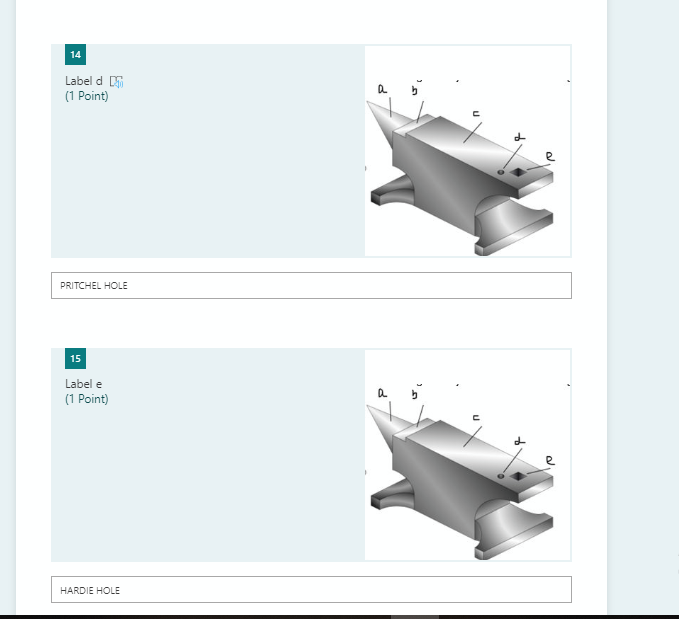 14
Label d
(1 Point)
a b c d e
PRITCHEL HOLE
15
Label e
(1 Point)
a b c d e
HARDIE HOLE